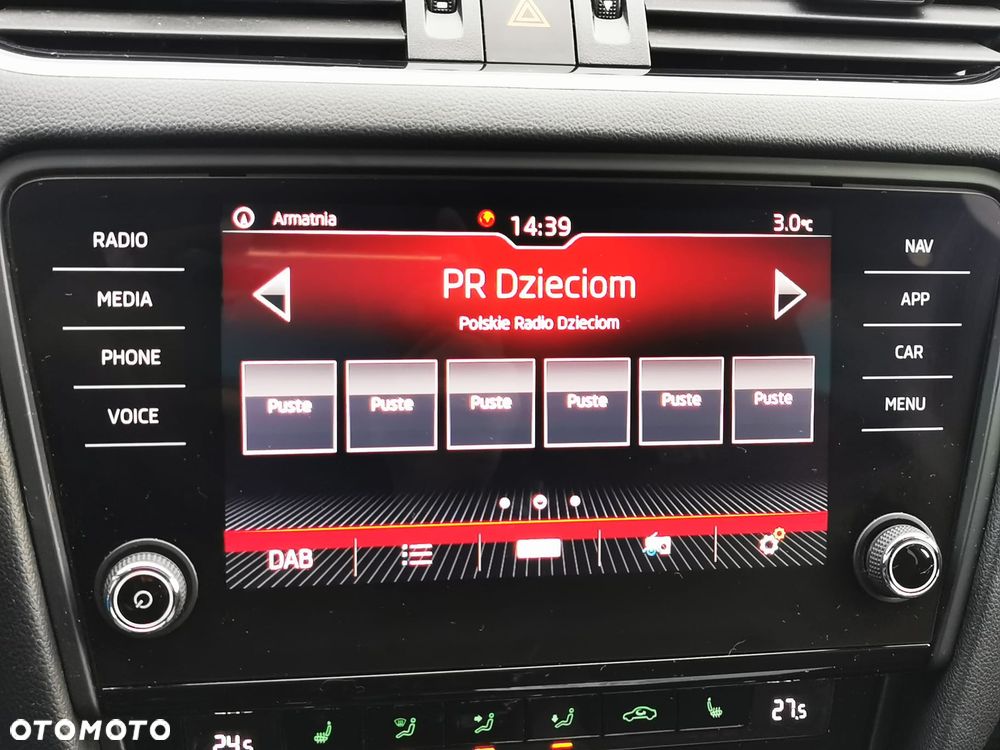 Armatnia
14:39
3.0°C
RADIO
MEDIA
PHONE
VOICE
NAV
APP
CAR
MENU
PR Dzieciom
Polskie Radio Dzieciom
Puste Puste Puste Puste Puste Puste
DAB
24.5
27.5
OTOMOTO